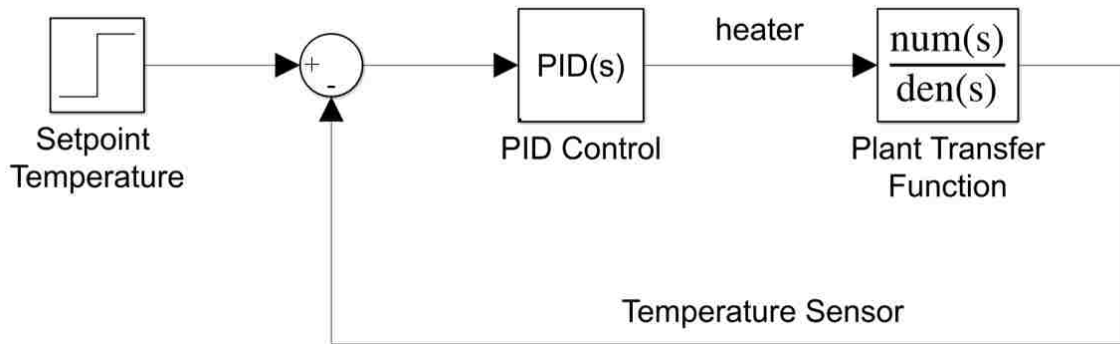 heater
+
-
PID(s)
num(s)
den(s)
Setpoint
Temperature
PID Control
Plant Transfer
Function
Temperature Sensor